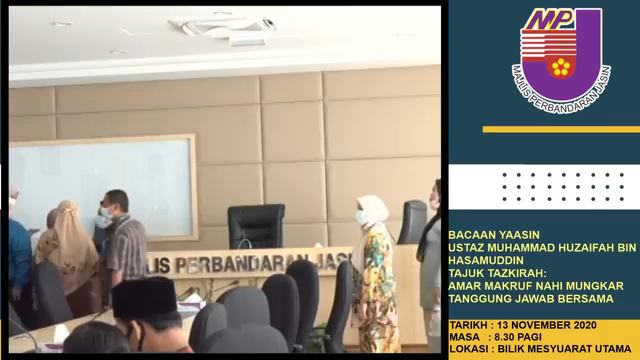 MP
MAJLIS PERBANDARAN JASIN
JLIS PERBANDARAN JASI
BACAAN YAASIN
USTAZ MUHAMMAD HUZAIFAH BIN
HASAMUDDIN
TAJUK TAZKIRAH:
AMAR MAKRUF NAHI MUNGKAR
TANGGUNG JAWAB BERSAMA
TARIKH : 13 NOVEMBER 2020
MASA : 8.30 PAGI
LOKASI : BILIK MESYUARAT UTAMA